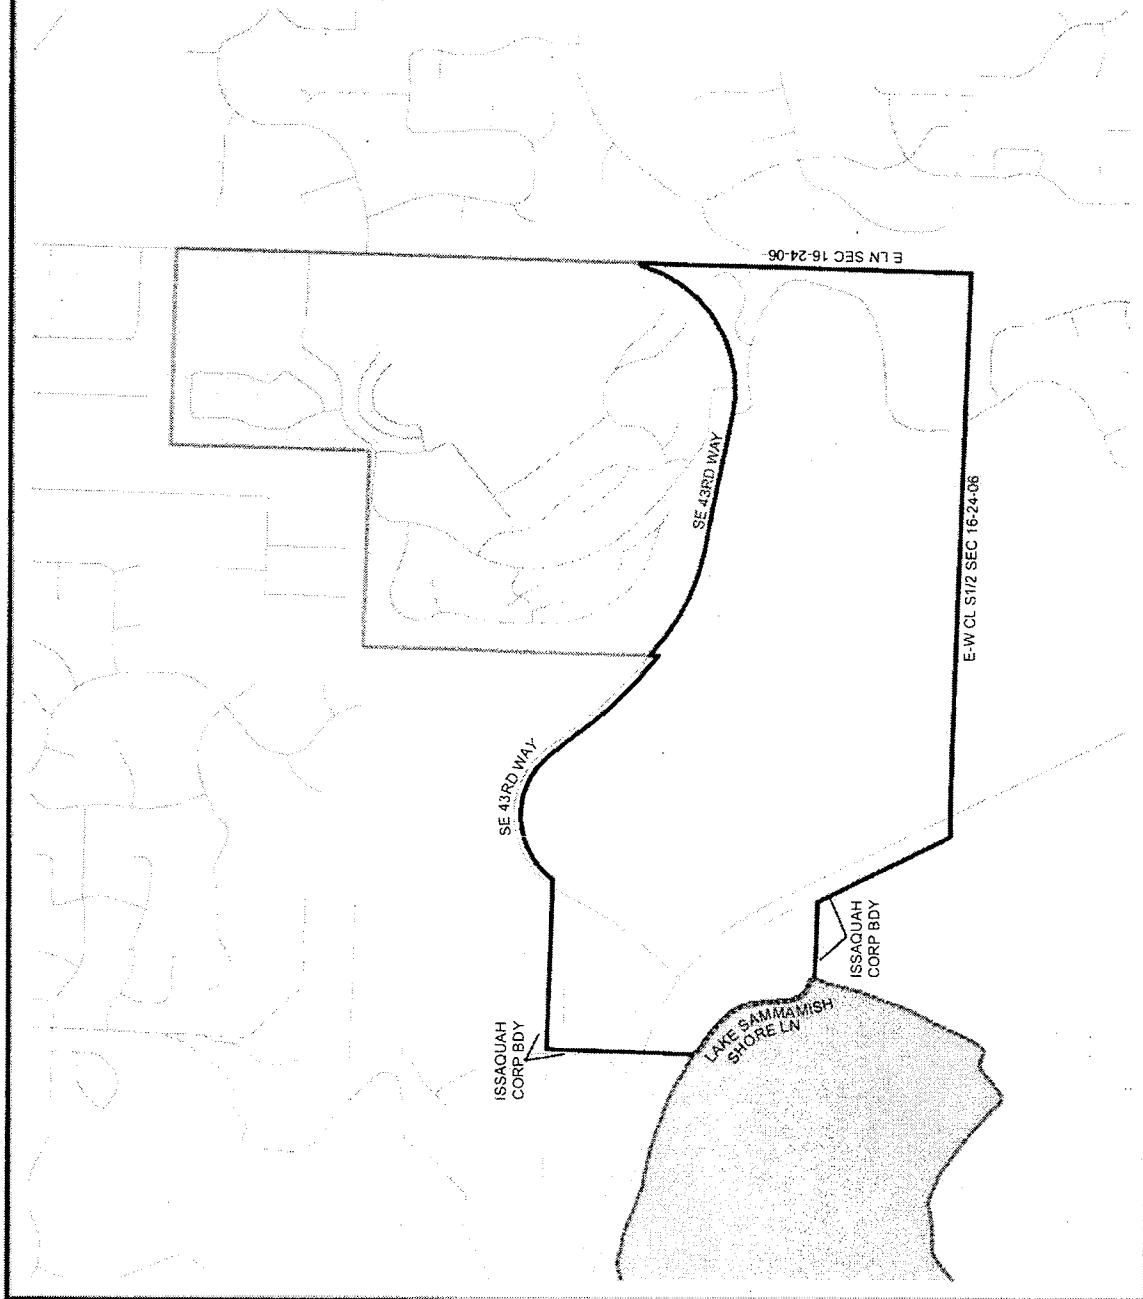 E LN SEC 16-24-06
SE 43RD WAY
E-W CL S1/2 SEC 16-24-06
SE 43RD WAY
ISSAQUAH
CORP BDY
LAKE SAMMAMISH
SHORE LN
ISSAQUAH
CORP BDY